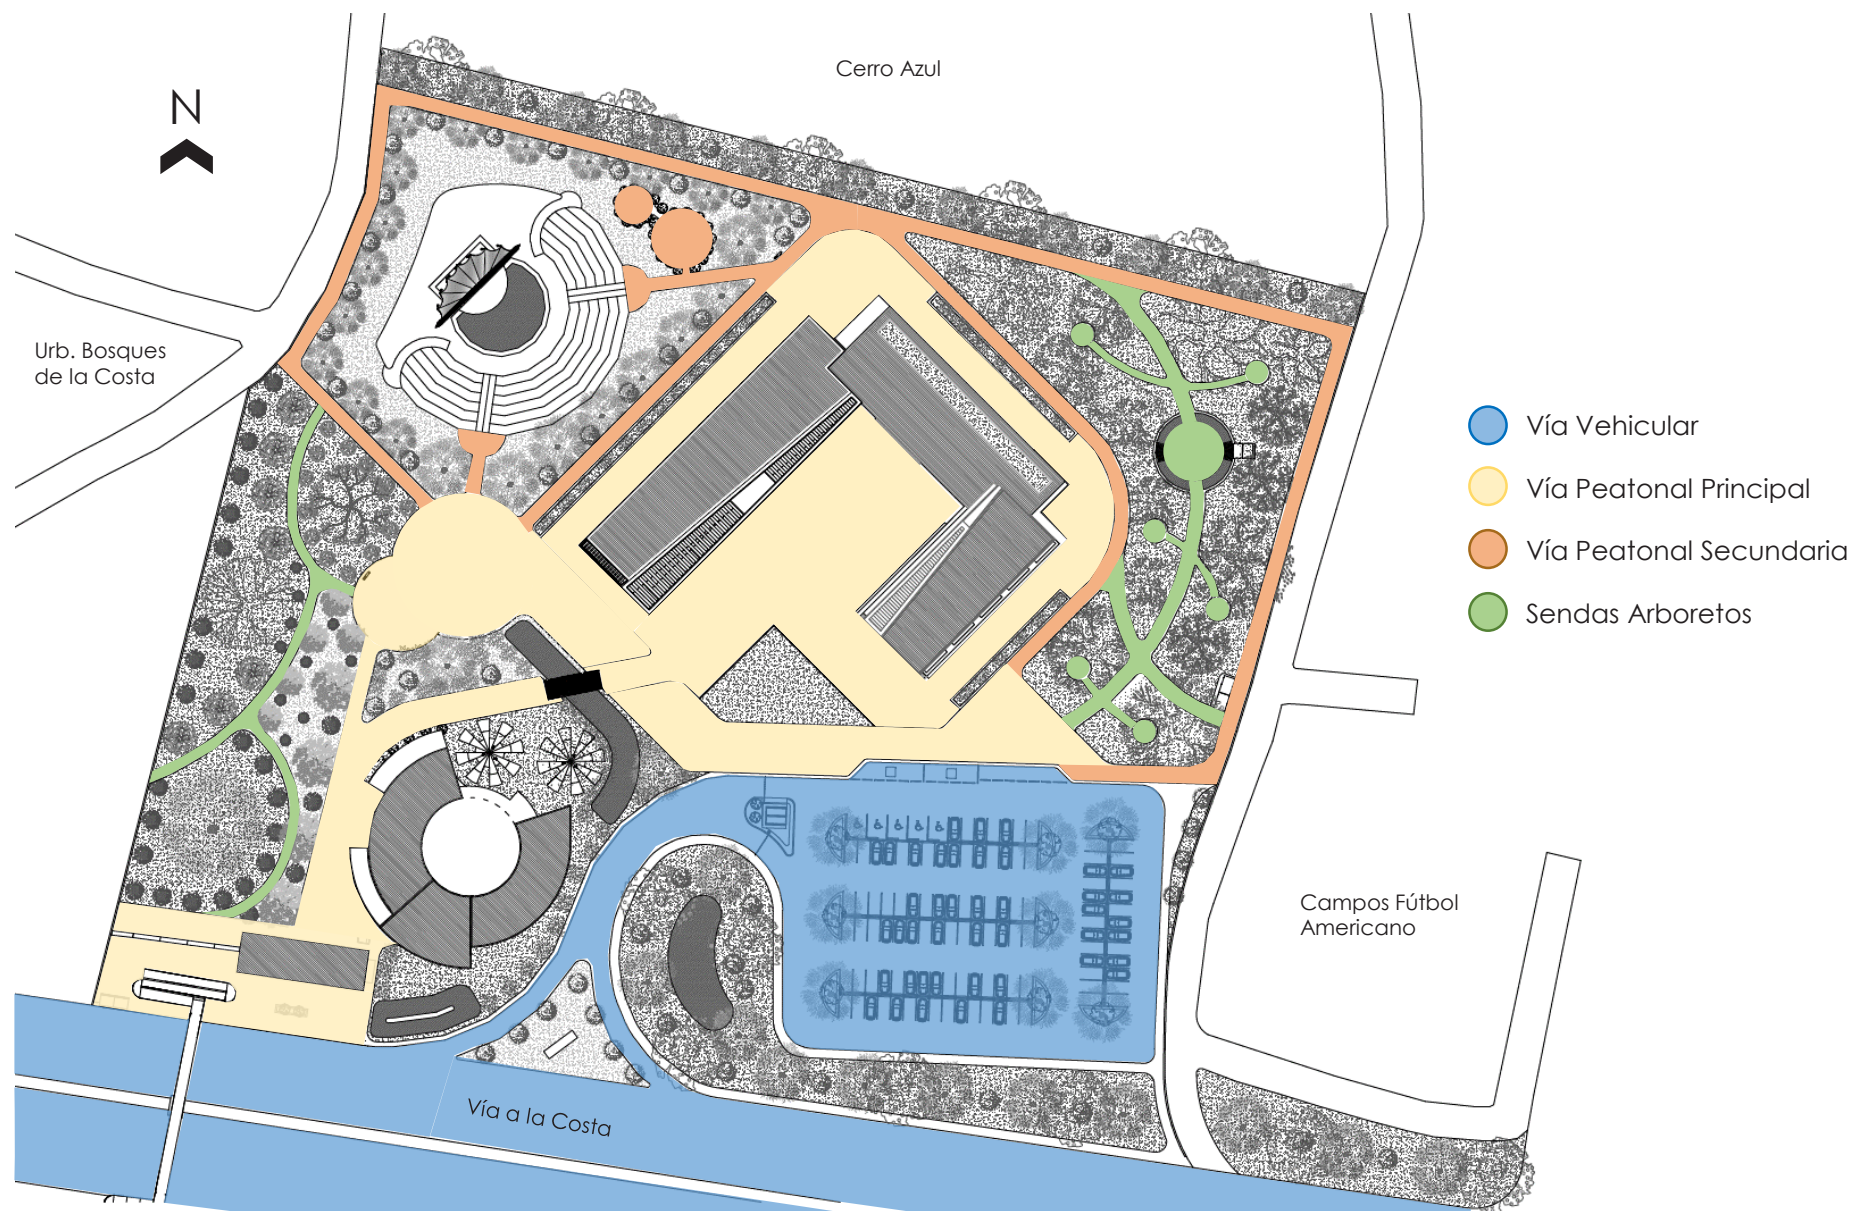 Cerro Azul
N
Urb. Bosques
de la Costa
Vía Vehicular
Vía Peatonal Principal
Vía Peatonal Secundaria
Sendas Arboretos
Campos Fútbol
Americano
Vía a la Costa